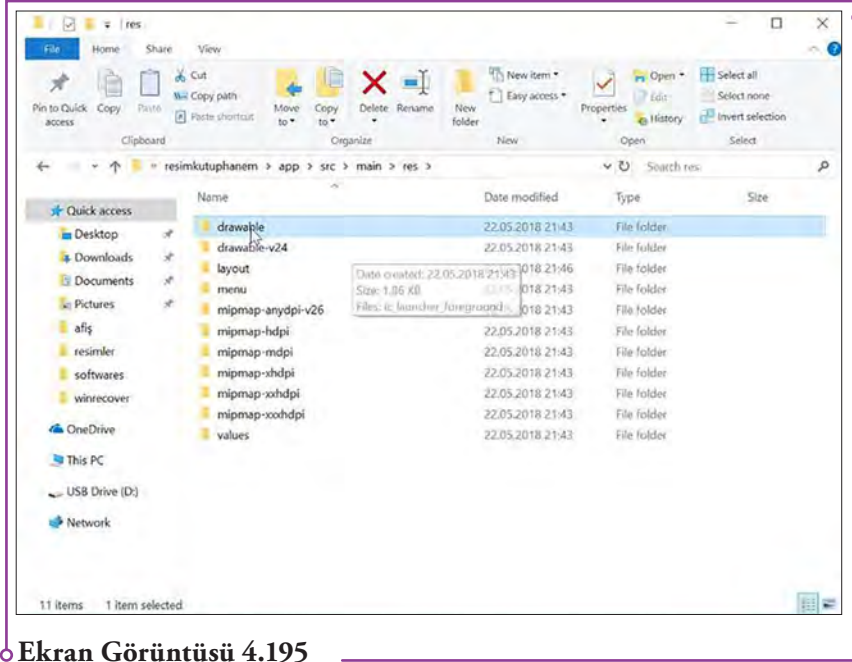 res
File Home Share View
Pin to Quick access
Copy
Paste
Cut
Copy path
Paste shortcut
Clipboard
Move to
Copy to
Delete
Rename
Organize
New folder
New item
Easy access
New
Properties
Open
Edit
History
Open
Select all
Select none
Invert selection
Select
resimkutuphanem > app > src > main > res >
Search res
Name Date modified Type Size
Quick access
Desktop
Downloads
Documents
Pictures
afiş
resimler
softwares
winrecover
OneDrive
This PC
USB Drive (D:)
Network
drawable 22.05.2018 21:43 File folder
drawable-v24 22.05.2018 21:43 File folder
layout 018 21:46 File folder
menu 018 21:43 File folder
mipmap-anydpi-v26 018 21:43 File folder
mipmap-hdpi 22.05.2018 21:43 File folder
mipmap-mdpi 22.05.2018 21:43 File folder
mipmap-xhdpi 22.05.2018 21:43 File folder
mipmap-xxhdpi 22.05.2018 21:43 File folder
mipmap-xxxhdpi 22.05.2018 21:43 File folder
values 22.05.2018 21:43 File folder
Date created: 22.05.2018 21:43
Size: 1,86 KB
Files: ic_launcher_foreground
11 items 1 item selected
Ekran Görüntüsü 4.195